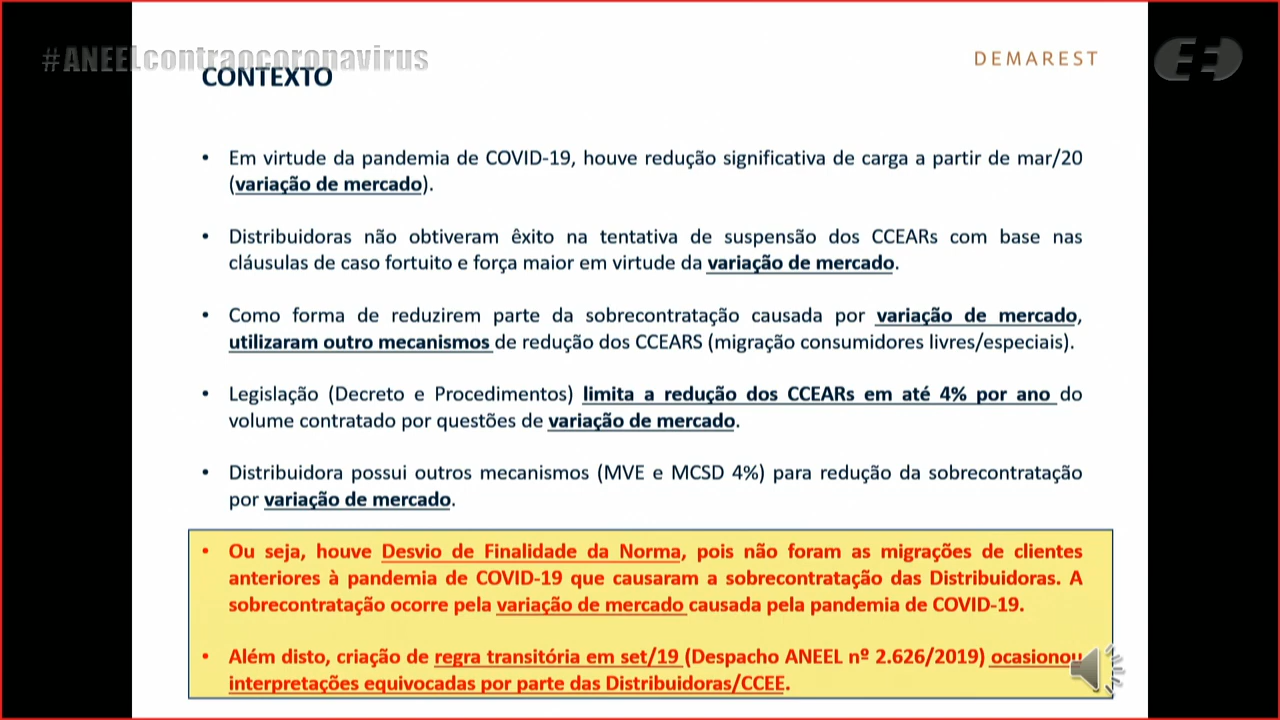 #ANEELcontraocoronavirus
DEMAREST
CONTEXTO
• Em virtude da pandemia de COVID-19, houve redução significativa de carga a partir de mar/20
(variação de mercado).
• Distribuidoras não obtiveram êxito na tentativa de suspensão dos CCEARs com base nas
cláusulas de caso fortuito e força maior em virtude da variação de mercado.
• Como forma de reduzirem parte da sobrecontratação causada por variação de mercado,
utilizaram outro mecanismos de redução dos CCEARS (migração consumidores livres/especiais).
• Legislação (Decreto e Procedimentos) limita a redução dos CCEARs em até 4% por ano do
volume contratado por questões de variação de mercado.
• Distribuidora possui outros mecanismos (MVE e MCSD 4%) para redução da sobrecontratação
por variação de mercado.
• Ou seja, houve Desvio de Finalidade da Norma, pois não foram as migrações de clientes
anteriores à pandemia de COVID-19 que causaram a sobrecontratação das Distribuidoras. A
sobrecontratação ocorre pela variação de mercado causada pela pandemia de COVID-19.
• Além disto, criação de regra transitória em set/19 (Despacho ANEEL nº 2.626/2019) ocasionou
interpretações equivocadas por parte das Distribuidoras/CCEE.